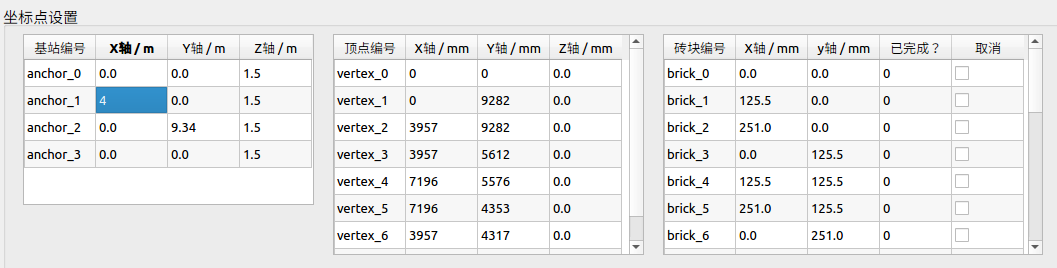 坐标点设置
基站编号 X轴 / m Y轴 / m Z轴 / m 顶点编号 X轴 / mm Y轴 / mm Z轴 / mm 砖块编号 X轴 / mm y轴 / mm 已完成？ 取消
anchor_0 0.0 0.0 1.5 vertex_0 0 0 0.0 brick_0 0.0 0.0 0
anchor_1 4 0.0 1.5 vertex_1 0 9282 0.0 brick_1 125.5 0.0 0
anchor_2 0.0 9.34 1.5 vertex_2 3957 9282 0.0 brick_2 251.0 0.0 0
anchor_3 0.0 0.0 1.5 vertex_3 3957 5612 0.0 brick_3 0.0 125.5 0
vertex_4 7196 5576 0.0 brick_4 125.5 125.5 0
vertex_5 7196 4353 0.0 brick_5 251.0 125.5 0
vertex_6 3957 4317 0.0 brick_6 0.0 251.0 0